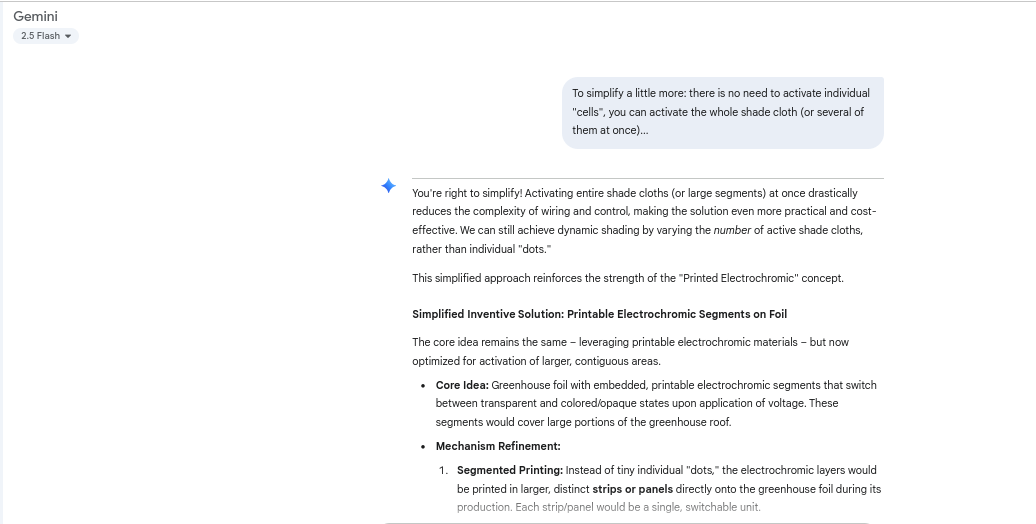 Gemini
2.5 Flash
To simplify a little more: there is no need to activate individual
"cells", you can activate the whole shade cloth (or several of
them at once)...
You're right to simplify! Activating entire shade cloths (or large segments) at once drastically
reduces the complexity of wiring and control, making the solution even more practical and cost-
effective. We can still achieve dynamic shading by varying the number of active shade cloths,
rather than individual "dots."
This simplified approach reinforces the strength of the "Printed Electrochromic" concept.
Simplified Inventive Solution: Printable Electrochromic Segments on Foil
The core idea remains the same – leveraging printable electrochromic materials – but now
optimized for activation of larger, contiguous areas.
• Core Idea: Greenhouse foil with embedded, printable electrochromic segments that switch
between transparent and colored/opaque states upon application of voltage. These
segments would cover large portions of the greenhouse roof.
• Mechanism Refinement:
1. Segmented Printing: Instead of tiny individual "dots," the electrochromic layers would
be printed in larger, distinct strips or panels directly onto the greenhouse foil during its
production. Each strip/panel would be a single, switchable unit.